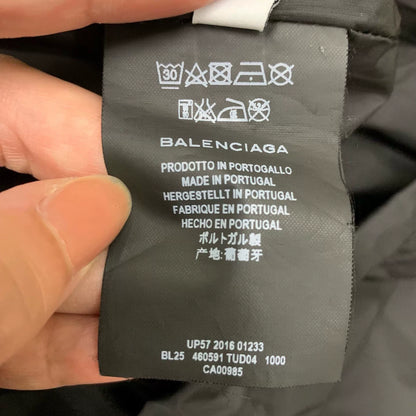 30
BALENCIAGA
PRODOTTO IN PORTOGALLO
MADE IN PORTUGAL
HERGESTELLT IN PORTUGAL
FABRIQUE EN PORTUGAL
HECHO EN PORTUGAL
ポルトガル製
产地:葡萄牙
UP57 2016 01233
BL25 460591 TUD04 1000
CA00985